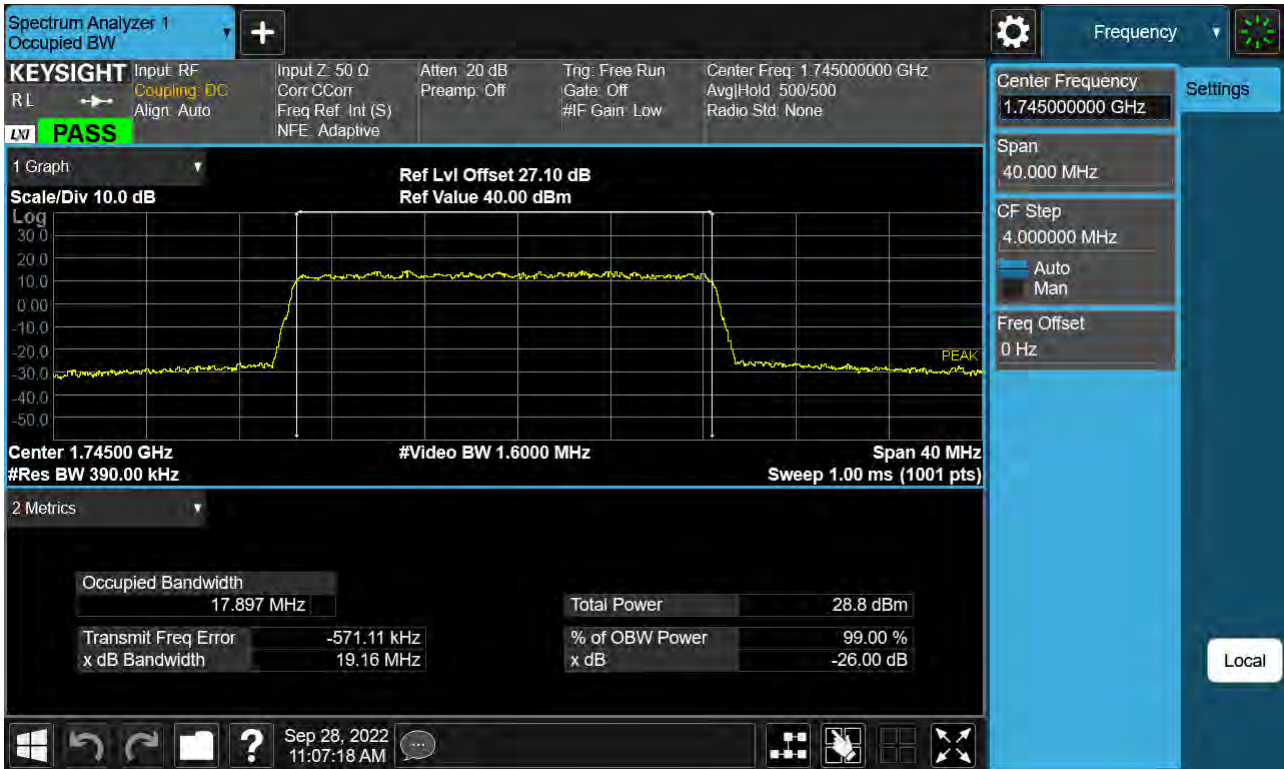 Spectrum Analyzer 1
Occupied BW
Frequency
KEYSIGHT
R L
LXI
PASS
Input: RF
Coupling: DC
Align: Auto
Input Z: 50 Ω
Corr CCorr
Freq Ref: Int (S)
NFE: Adaptive
Atten: 20 dB
Preamp: Off
Trig: Free Run
Gate: Off
#IF Gain: Low
Center Freq: 1.745000000 GHz
Avg|Hold: 500/500
Radio Std: None
Center Frequency
1.745000000 GHz
Settings
Span
40.000 MHz
CF Step
4.000000 MHz
Auto
Man
Freq Offset
0 Hz
1 Graph
Scale/Div 10.0 dB
Ref Lvl Offset 27.10 dB
Ref Value 40.00 dBm
Log
30.0
20.0
10.0
0.00
-10.0
-20.0
-30.0
-40.0
-50.0
PEAK
Center 1.74500 GHz
#Video BW 1.6000 MHz
Span 40 MHz
#Res BW 390.00 kHz
Sweep 1.00 ms (1001 pts)
2 Metrics
Occupied Bandwidth
17.897 MHz
Total Power 28.8 dBm
Transmit Freq Error -571.11 kHz
% of OBW Power 99.00 %
x dB Bandwidth 19.16 MHz
x dB -26.00 dB
Local
?
Sep 28, 2022
11:07:18 AM